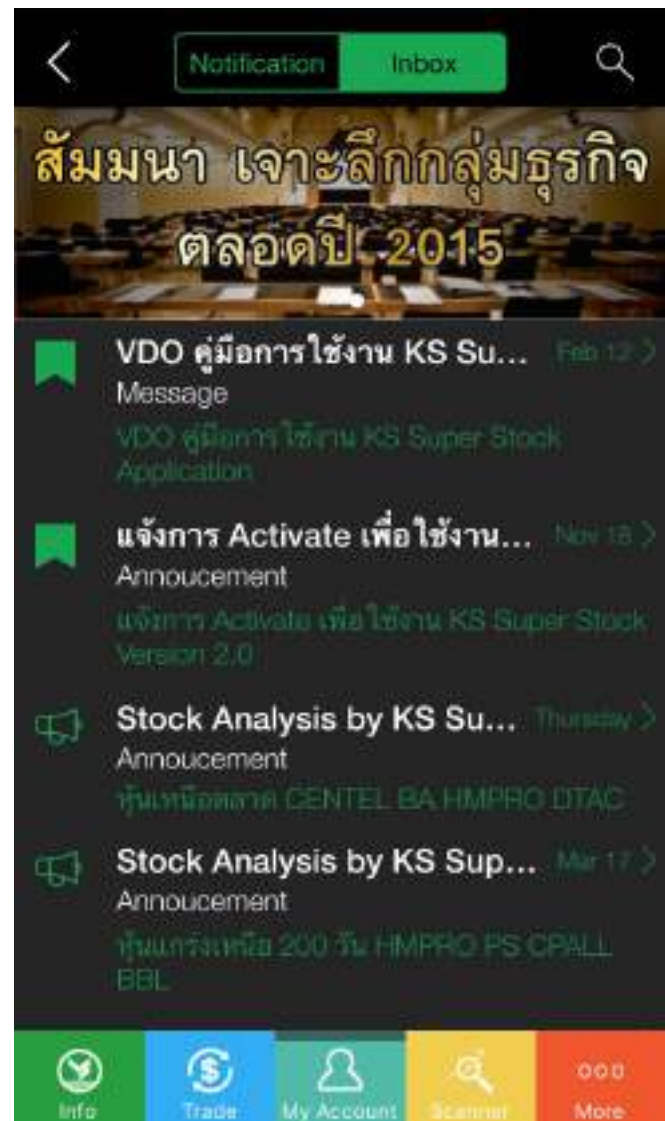 Notification
Inbox
สัมมนา เจาะลึกกลุ่มธุรกิจ
ตลอดปี 2015
VDO คู่มือการใช้งาน KS Su...
Feb 12
Message
VDO คู่มือการใช้งาน KS Super Stock
Application
แจ้งการ Activate เพื่อใช้งาน...
Nov 18
Annoucement
แจ้งการ Activate เพื่อใช้งาน KS Super Stock
Version 2.0
Stock Analysis by KS Su...
Thursday
Annoucement
หุ้นเหนือตลาด CENTEL BA HMPRO DTAC
Stock Analysis by KS Sup...
Mar 17
Annoucement
หุ้นแกร่งเหนือ 200 วัน HMPRO PS CPALL
BBL
Info
Trade
My Account
Scanner
More